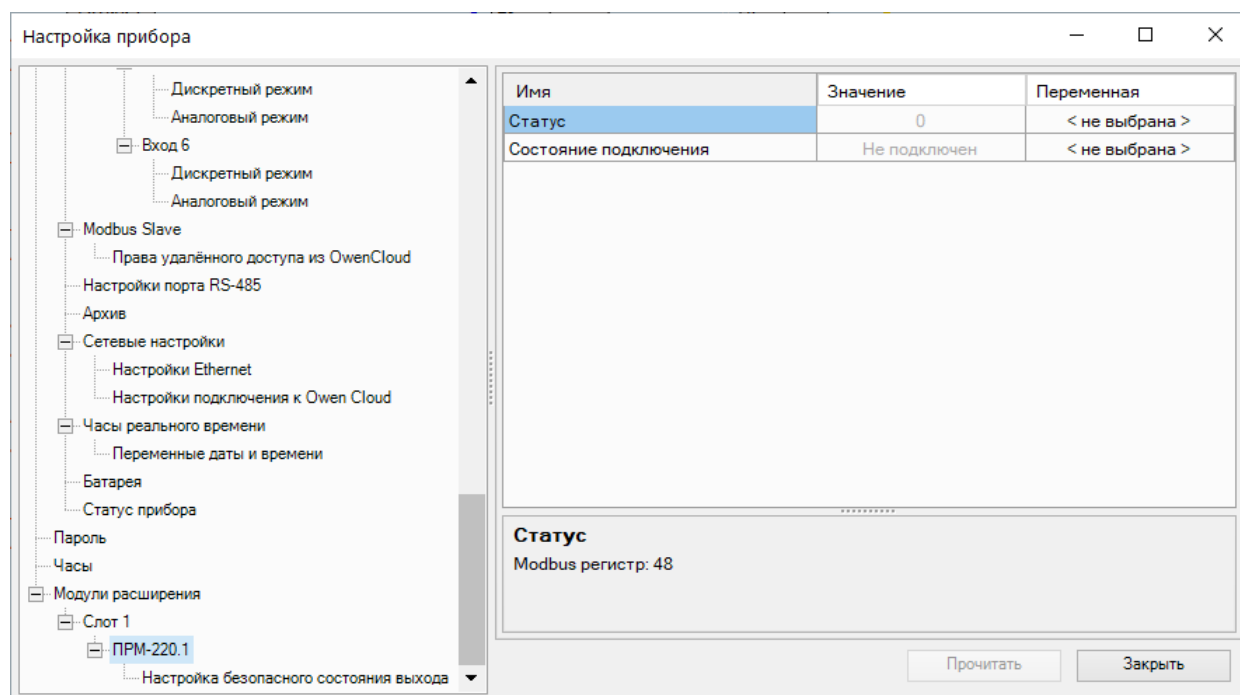 Настройка прибора
Дискретный режим
Аналоговый режим
Вход 6
Дискретный режим
Аналоговый режим
Modbus Slave
Права удалённого доступа из OwenCloud
Настройки порта RS-485
Архив
Сетевые настройки
Настройки Ethernet
Настройки подключения к Owen Cloud
Часы реального времени
Переменные даты и времени
Батарея
Статус прибора
Пароль
Часы
Модули расширения
Слот 1
ПРМ-220.1
Настройка безопасного состояния выхода
Имя Значение Переменная
Статус 0 < не выбрана >
Состояние подключения Не подключен < не выбрана >
Статус
Modbus регистр: 48
Прочитать Закрыть